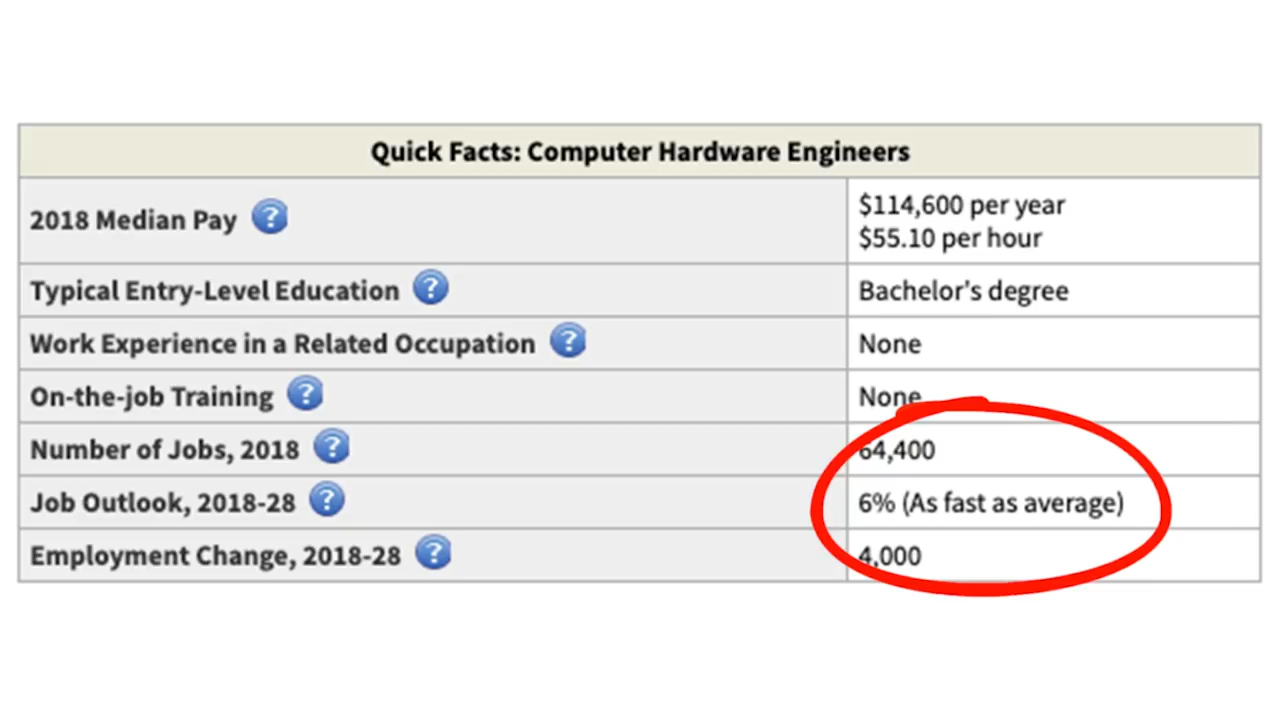 Quick Facts: Computer Hardware Engineers
2018 Median Pay ?
$114,600 per year
$55.10 per hour
Typical Entry-Level Education ?
Bachelor's degree
Work Experience in a Related Occupation ?
None
On-the-job Training ?
None
Number of Jobs, 2018 ?
64,400
Job Outlook, 2018-28 ?
6% (As fast as average)
Employment Change, 2018-28 ?
4,000